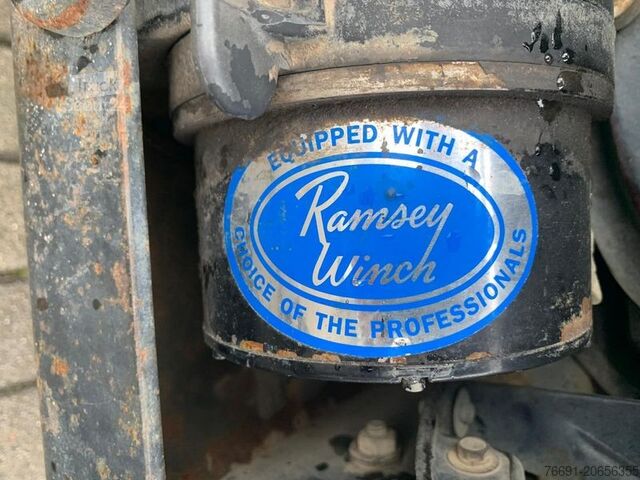 EQUIPPED WITH A
Ramsey
Winch
CHOICE OF THE PROFESSIONALS
76691-20656355